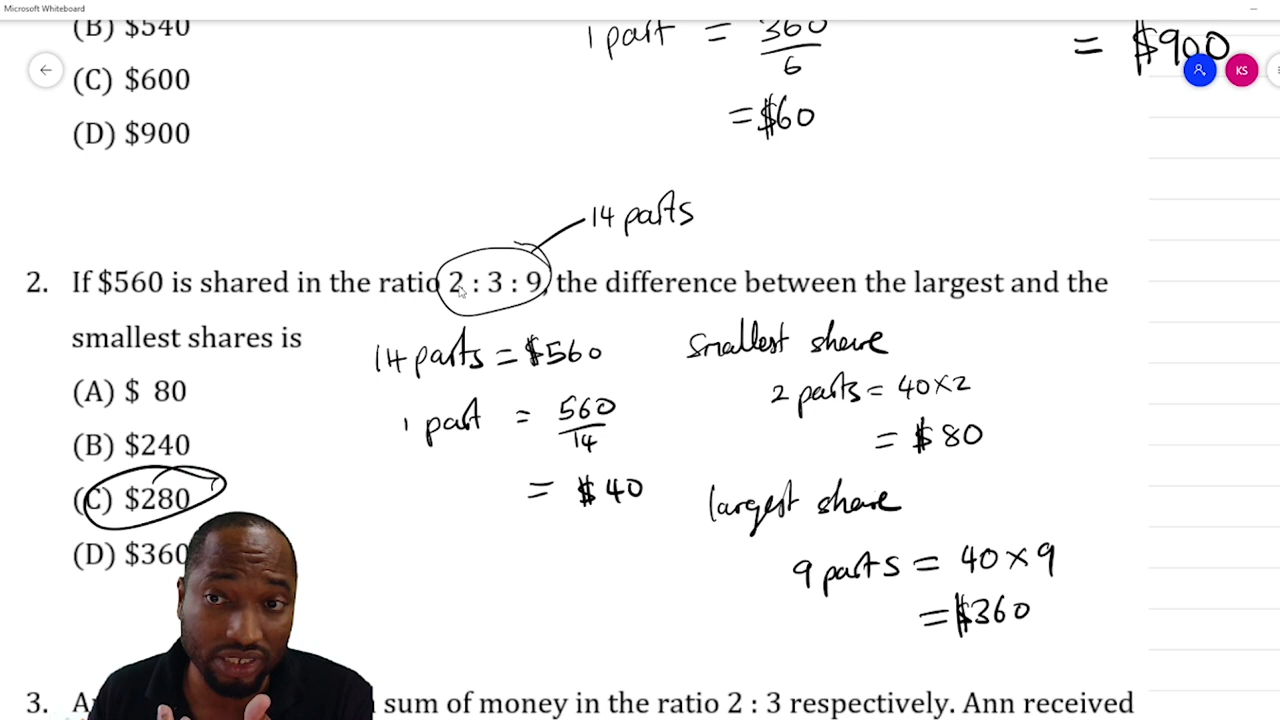 Microsoft Whiteboard
(B) $540
(C) $600
(D) $900
1 part = 360
6
= $60
= $900
KS
14 parts
2. If $560 is shared in the ratio 2 : 3 : 9, the difference between the largest and the
smallest shares is
(A) $ 80
(B) $240
(C) $280
(D) $360
14 parts = $560
1 part = 560
14
= $40
smallest share
2 parts = 40 × 2
= $80
largest share
9 parts = 40 × 9
= $360
3. sum of money in the ratio 2 : 3 respectively. Ann received